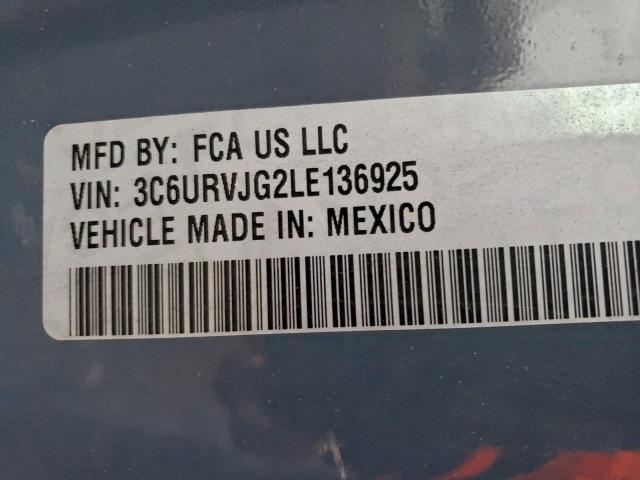 MFD BY: FCA US LLC
VIN: 3C6URVJG2LE136925
VEHICLE MADE IN: MEXICO